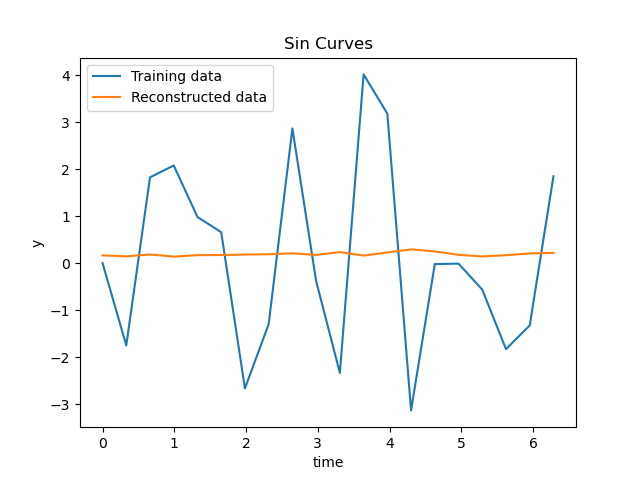 Sin Curves
Training data
Reconstructed data
4
3
2
1
0
−1
−2
−3
y
0 1 2 3 4 5 6
time